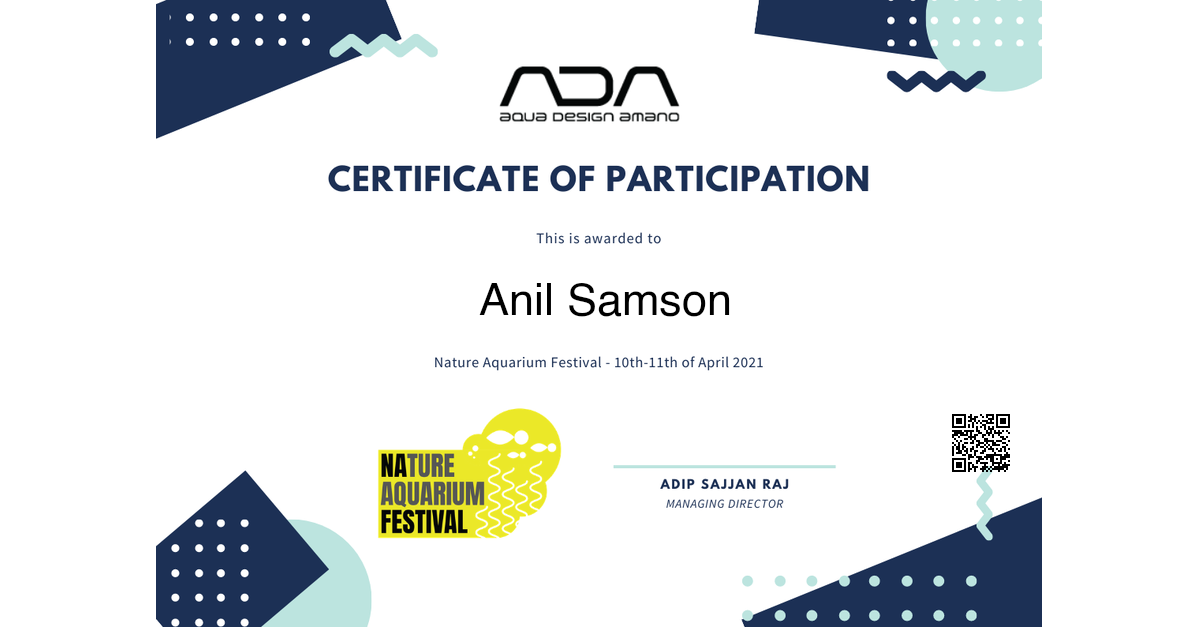 ADA
aqua design amano
CERTIFICATE OF PARTICIPATION
This is awarded to
Anil Samson
Nature Aquarium Festival - 10th-11th of April 2021
NATURE
AQUARIUM
FESTIVAL
ADIP SAJJAN RAJ
MANAGING DIRECTOR